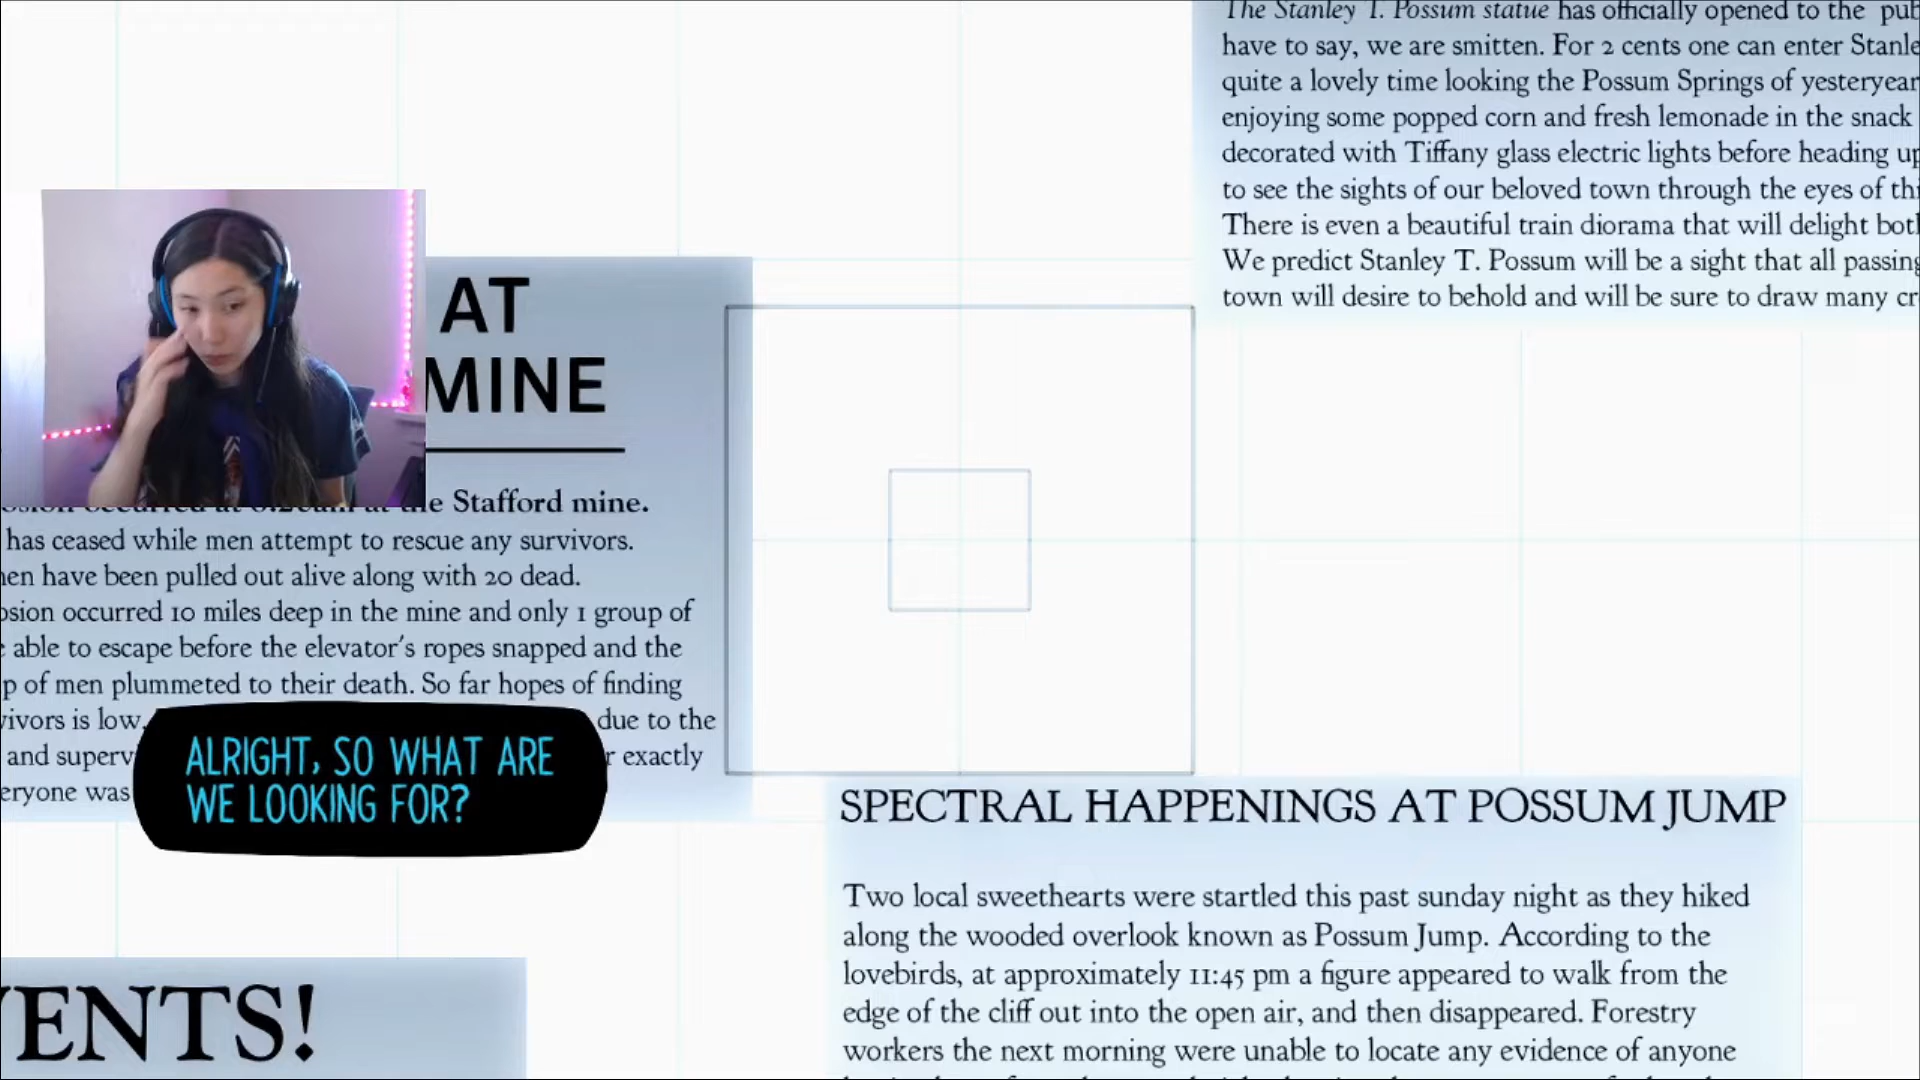 The Stanley T. Possum statue has officially opened to the
have to say, we are smitten. For 2 cents one can enter
quite a lovely time looking the Possum Springs of yesteryear
enjoying some popped corn and fresh lemonade in the snack
decorated with Tiffany glass electric lights before heading
to see the sights of our beloved town through the eyes of
There is even a beautiful train diorama that will delight
We predict Stanley T. Possum will be a sight that all
town will desire to behold and will be sure to draw many
AT
MINE
Stafford mine.
has ceased while men attempt to rescue any survivors.
have been pulled out alive along with 20 dead.
occurred 10 miles deep in the mine and only 1 group of
able to escape before the elevator's ropes snapped and the
of men plummeted to their death. So far hopes of finding
is low. due to the
and exactly
was
ALRIGHT, SO WHAT ARE
WE LOOKING FOR?
SPECTRAL HAPPENINGS AT POSSUM JUMP
Two local sweethearts were startled this past sunday night as they hiked
along the wooded overlook known as Possum Jump. According to the
lovebirds, at approximately 11:45 pm a figure appeared to walk from the
edge of the cliff out into the open air, and then disappeared. Forestry
workers the next morning were unable to locate any evidence of anyone
VENTS!